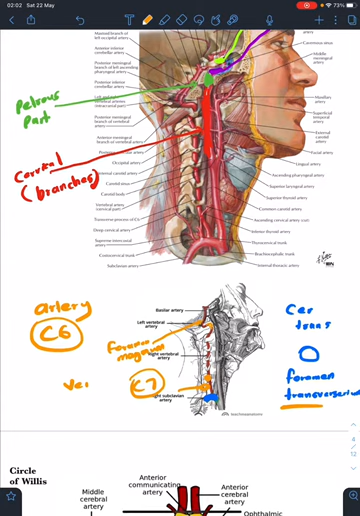 02:02 Sat 22 May
73%
Mastoid branch of
left occipital artery
Anterior inferior
cerebellar artery
Posterior meningeal branch
of left ascending
pharyngeal artery
Posterior inferior
cerebellar artery
Left and right
vertebral arteries
(intracranial part)
Posterior meningeal
branch of vertebral artery
Anterior meningeal
branch of vertebral artery
Occipital artery
external carotid artery
Carotid sinus
Carotid body
Vertebral artery
(cervical part)
Transverse process of C6
Deep cervical artery
Supreme intercostal
artery
Costocervical trunk
Subclavian artery
Cavernous sinus
Middle
meningeal artery
Maxillary
artery
Superficial
temporal artery
External
carotid artery
Facial artery
Lingual artery
Ascending pharyngeal artery
Superior laryngeal artery
Superior thyroid artery
Common carotid artery
Ascending cervical artery
Inferior thyroid artery
Thyrocervical trunk
Brachiocephalic trunk
Internal thoracic artery
Petrous
part
Cervical
(branches)
artery
C6
Ver
C7
Foramen
magnum
Basilar artery
Left vertebral
artery
Right vertebral
artery
Right subclavian
artery
teachmeanatomy
Cer
trans
foramen
transversarium
4
/
12
Circle
of Willis
Middle
cerebral
artery
Anterior
communicating
artery
Anterior
cerebral
artery
Ophthalmic